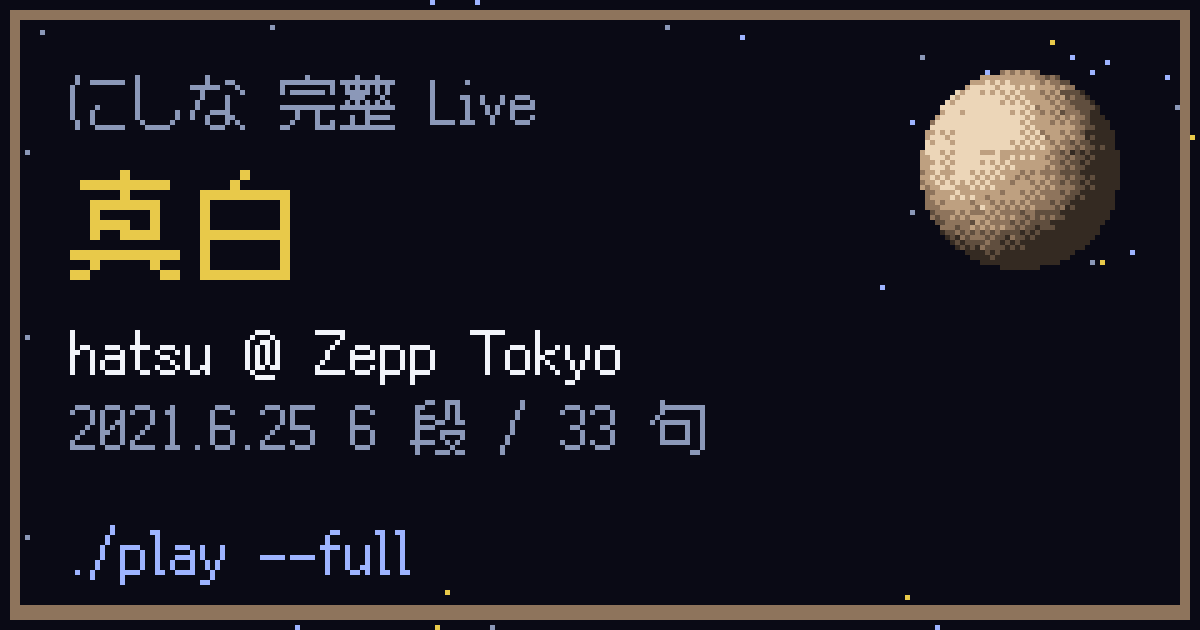 にしな 完整 Live
真白
hatsu @ Zepp Tokyo
2021.6.25 6 段 / 33 句
./play --full